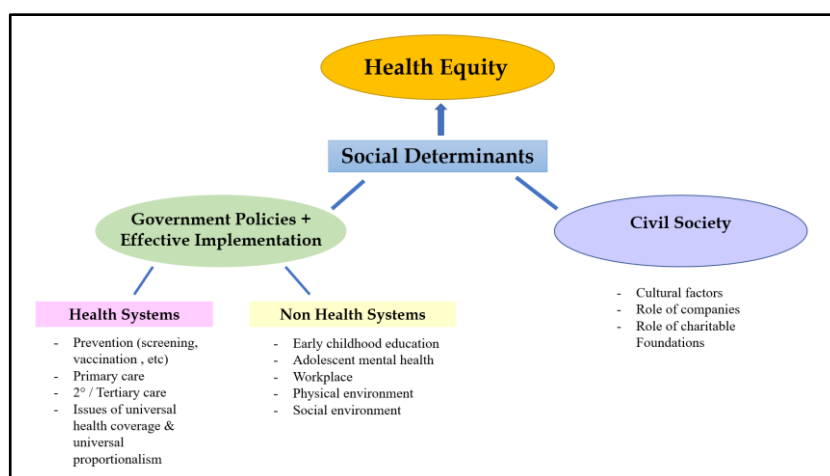 Health Equity
Social Determinants
Government Policies +
Effective Implementation
Civil Society
Health Systems
- Prevention (screening,
vaccination , etc)
- Primary care
- 2° / Tertiary care
- Issues of universal
health coverage &
universal
proportionalism
Non Health Systems
- Early childhood education
- Adolescent mental health
- Workplace
- Physical environment
- Social environment
- Cultural factors
- Role of companies
- Role of charitable
Foundations